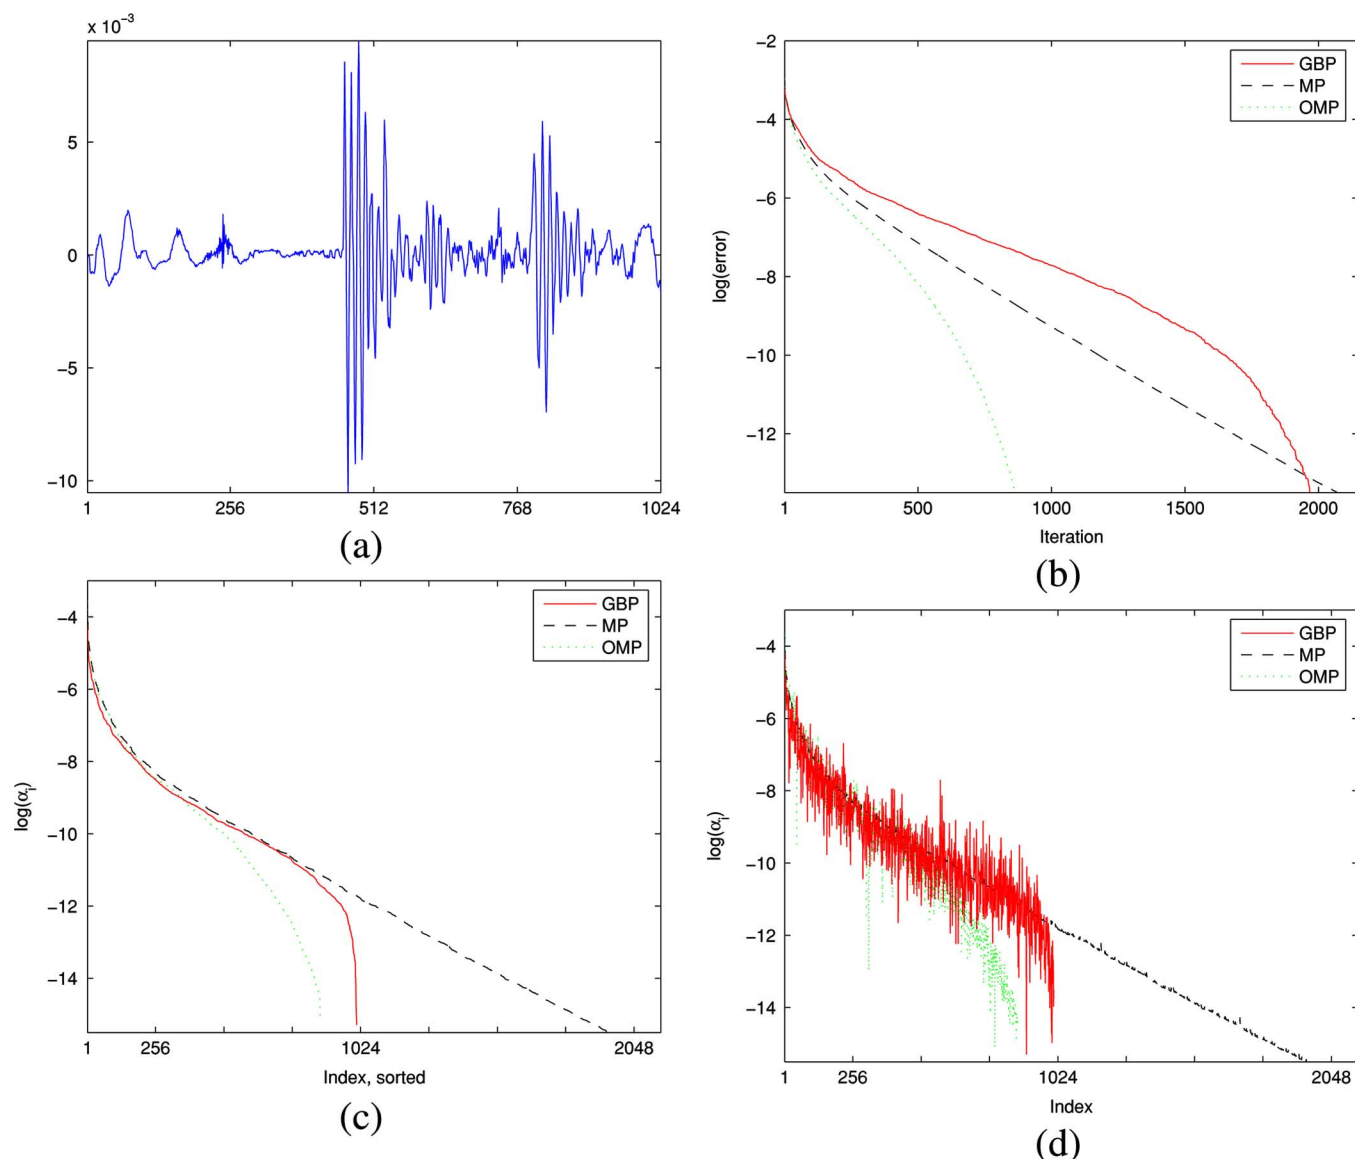 x 10⁻³
5
0
−5
−10
1 256 512 768 1024
(a)
−2
−4
−6
−8
−10
−12
log(error)
GBP
MP
OMP
1 500 1000 1500 2000
Iteration
(b)
−4
−6
−8
−10
−12
−14
log(αᵢ)
GBP
MP
OMP
1 256 1024 2048
Index, sorted
(c)
−4
−6
−8
−10
−12
−14
log(αᵢ)
GBP
MP
OMP
1 256 1024 2048
Index
(d)